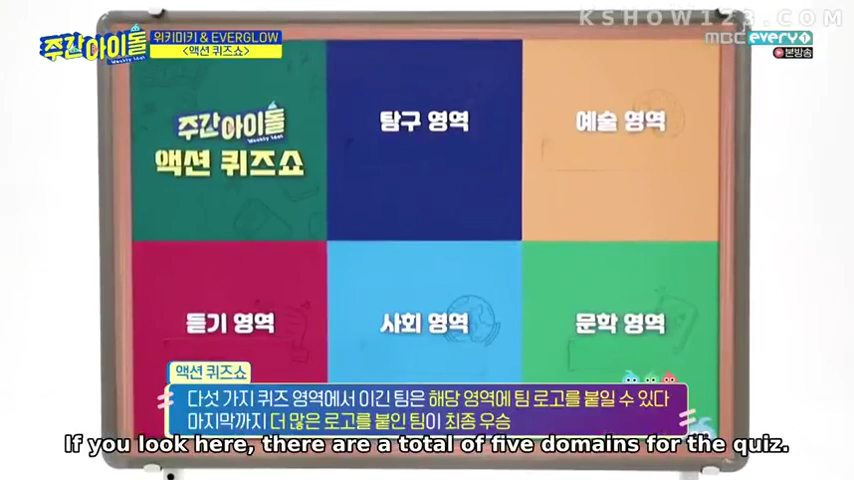 KSHOW123.COM
주간아이돌
Weekly Idol
위키미키 & EVERGLOW
<액션 퀴즈쇼>
MBC every1
본방송
주간아이돌
Weekly Idol
액션 퀴즈쇼
탐구 영역
예술 영역
듣기 영역
사회 영역
문학 영역
액션 퀴즈쇼
다섯 가지 퀴즈 영역에서 이긴 팀은 해당 영역에 팀 로고를 붙일 수 있다
마지막까지 더 많은 로고를 붙인 팀이 최종 우승
If you look here, there are a total of five domains for the quiz.